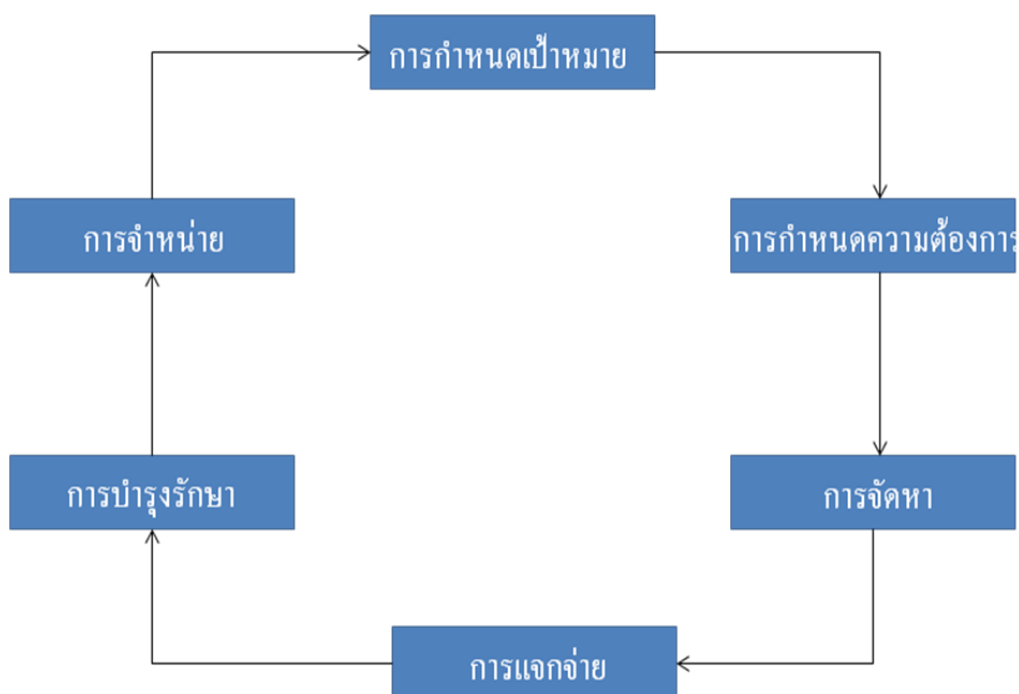 การกำหนดเป้าหมาย
การกำหนดความต้องการ
การจัดหา
การแจกจ่าย
การบำรุงรักษา
การจำหน่าย